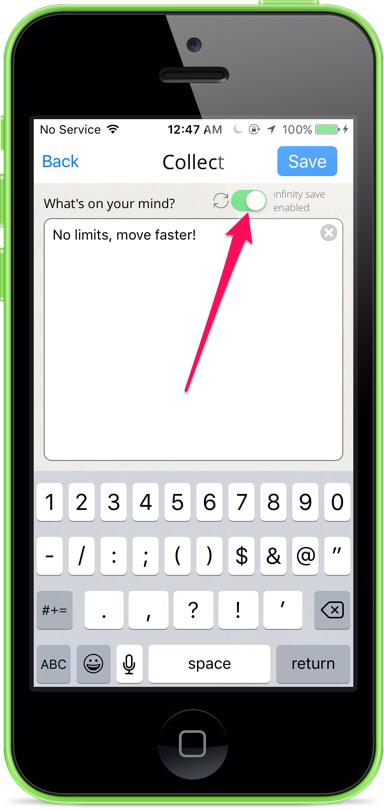 No Service 12:47 AM 100%
Back Collect Save
What's on your mind? infinity save
enabled
No limits, move faster!
1 2 3 4 5 6 7 8 9 0
- / : ; ( ) $ & @ "
#+= . , ? ! '
ABC space return